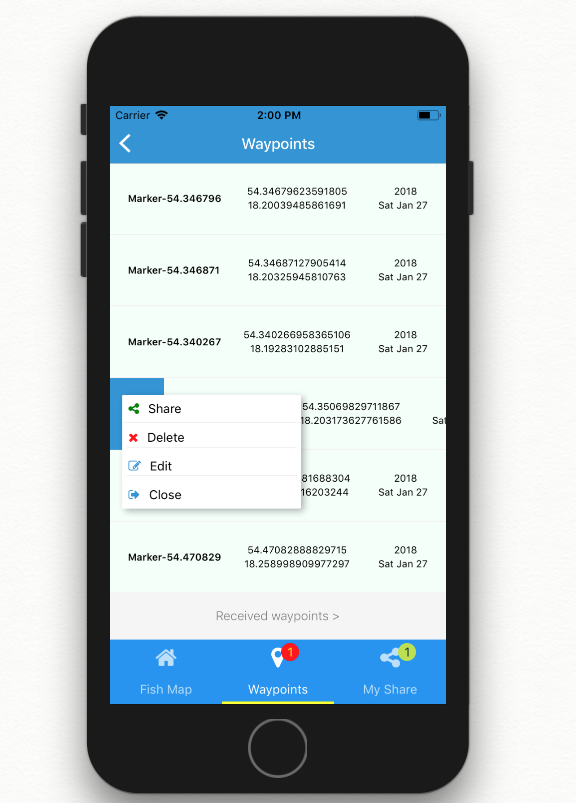 Carrier 2:00 PM
Waypoints
Marker-54.346796 54.34679623591805 2018
18.20039485861691 Sat Jan 27
Marker-54.346871 54.34687127905414 2018
18.20325945810763 Sat Jan 27
Marker-54.340267 54.340266958365106 2018
18.19283102885151 Sat Jan 27
Share 54.35069829711867
18.203173627761586 Sat
Delete
Edit 81688304 2018
Close 16203244 Sat Jan 27
Marker-54.470829 54.47082888829715 2018
18.258998909977297 Sat Jan 27
Received waypoints >
1 1
Fish Map Waypoints My Share